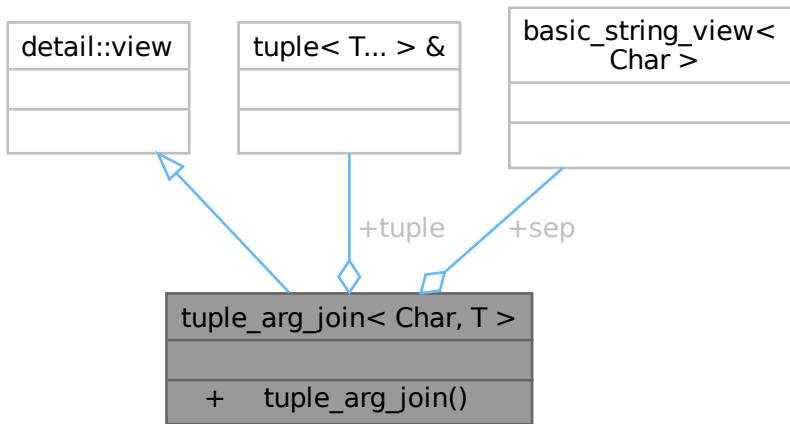 detail::view
tuple< T... > &
basic_string_view<
Char >
+tuple
+sep
tuple_arg_join< Char, T >
+ tuple_arg_join()